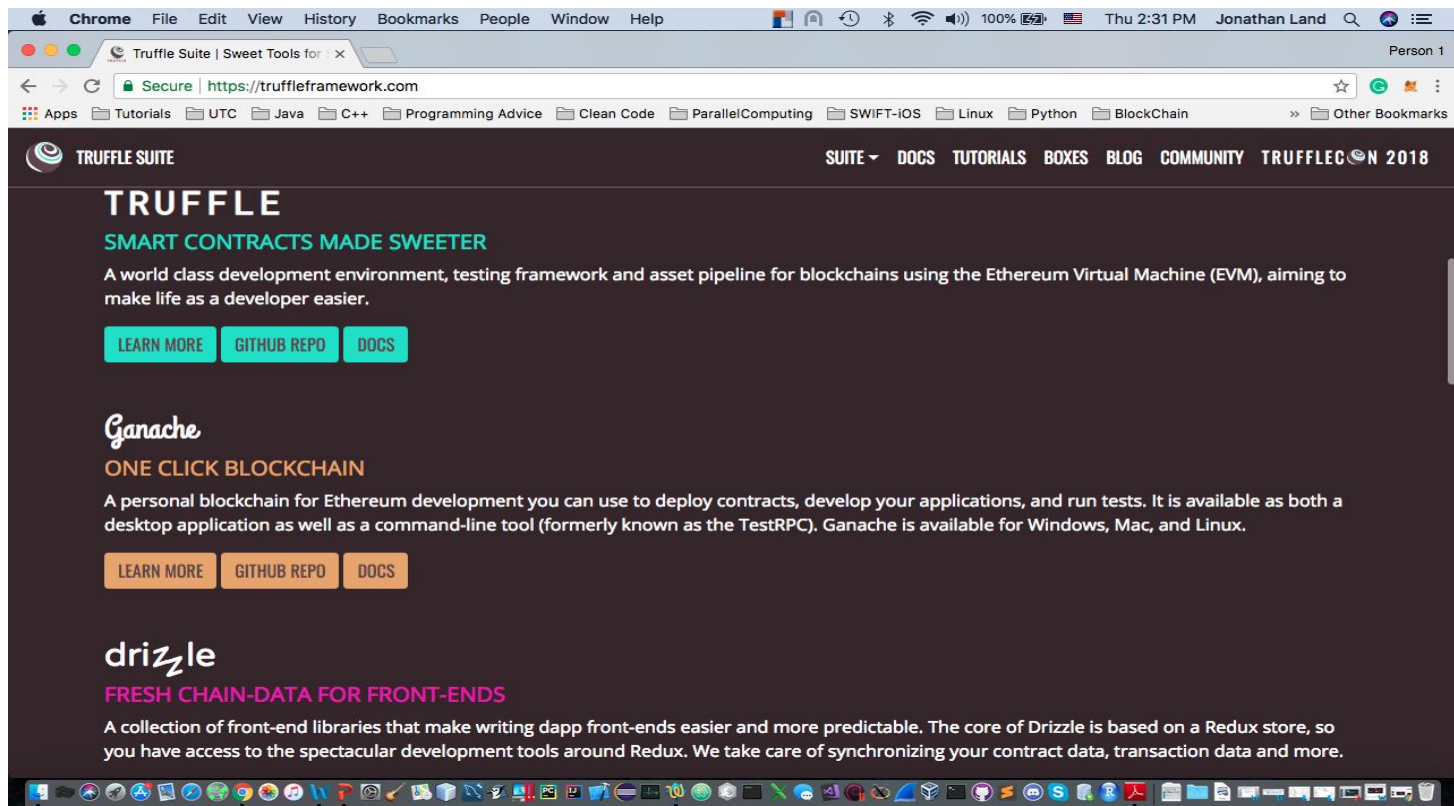 Chrome File Edit View History Bookmarks People Window Help 100% Thu 2:31 PM Jonathan Land
Truffle Suite | Sweet Tools for Person 1
Secure | https://truffleframework.com
Apps Tutorials UTC Java C++ Programming Advice Clean Code ParallelComputing SWIFT-iOS Linux Python BlockChain » Other Bookmarks
TRUFFLE SUITE SUITE DOCS TUTORIALS BOXES BLOG COMMUNITY TRUFFLECON 2018
TRUFFLE
SMART CONTRACTS MADE SWEETER
A world class development environment, testing framework and asset pipeline for blockchains using the Ethereum Virtual Machine (EVM), aiming to
make life as a developer easier.
LEARN MORE GITHUB REPO DOCS
Ganache
ONE CLICK BLOCKCHAIN
A personal blockchain for Ethereum development you can use to deploy contracts, develop your applications, and run tests. It is available as both a
desktop application as well as a command-line tool (formerly known as the TestRPC). Ganache is available for Windows, Mac, and Linux.
LEARN MORE GITHUB REPO DOCS
drizzle
FRESH CHAIN-DATA FOR FRONT-ENDS
A collection of front-end libraries that make writing dapp front-ends easier and more predictable. The core of Drizzle is based on a Redux store, so
you have access to the spectacular development tools around Redux. We take care of synchronizing your contract data, transaction data and more.